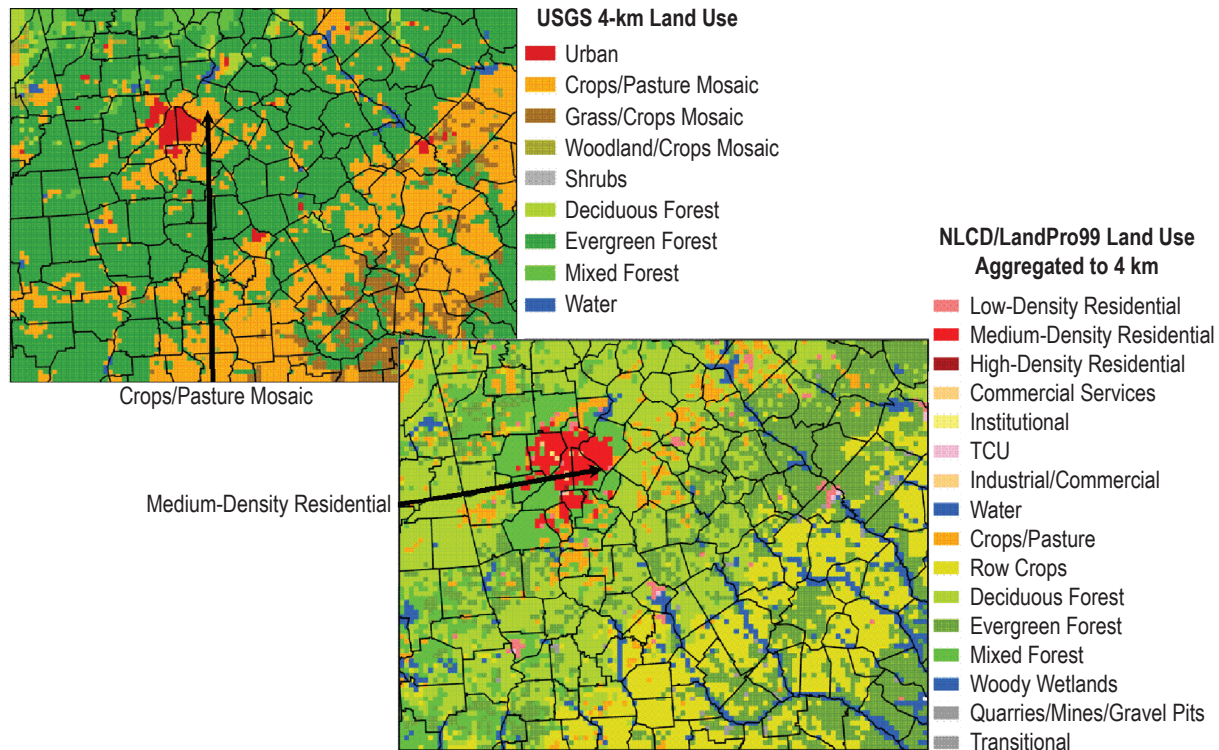 USGS 4-km Land Use
Urban
Crops/Pasture Mosaic
Grass/Crops Mosaic
Woodland/Crops Mosaic
Shrubs
Deciduous Forest
Evergreen Forest
Mixed Forest
Water
Crops/Pasture Mosaic
NLCD/LandPro99 Land Use
Aggregated to 4 km
Low-Density Residential
Medium-Density Residential
High-Density Residential
Commercial Services
Institutional
TCU
Industrial/Commercial
Water
Crops/Pasture
Row Crops
Deciduous Forest
Evergreen Forest
Mixed Forest
Woody Wetlands
Quarries/Mines/Gravel Pits
Transitional
Medium-Density Residential